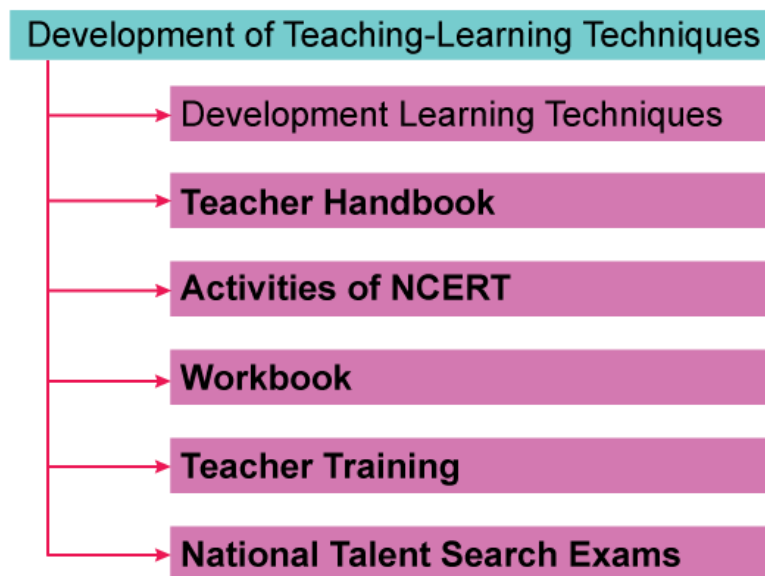 Development of Teaching-Learning Techniques
Development Learning Techniques
Teacher Handbook
Activities of NCERT
Workbook
Teacher Training
National Talent Search Exams